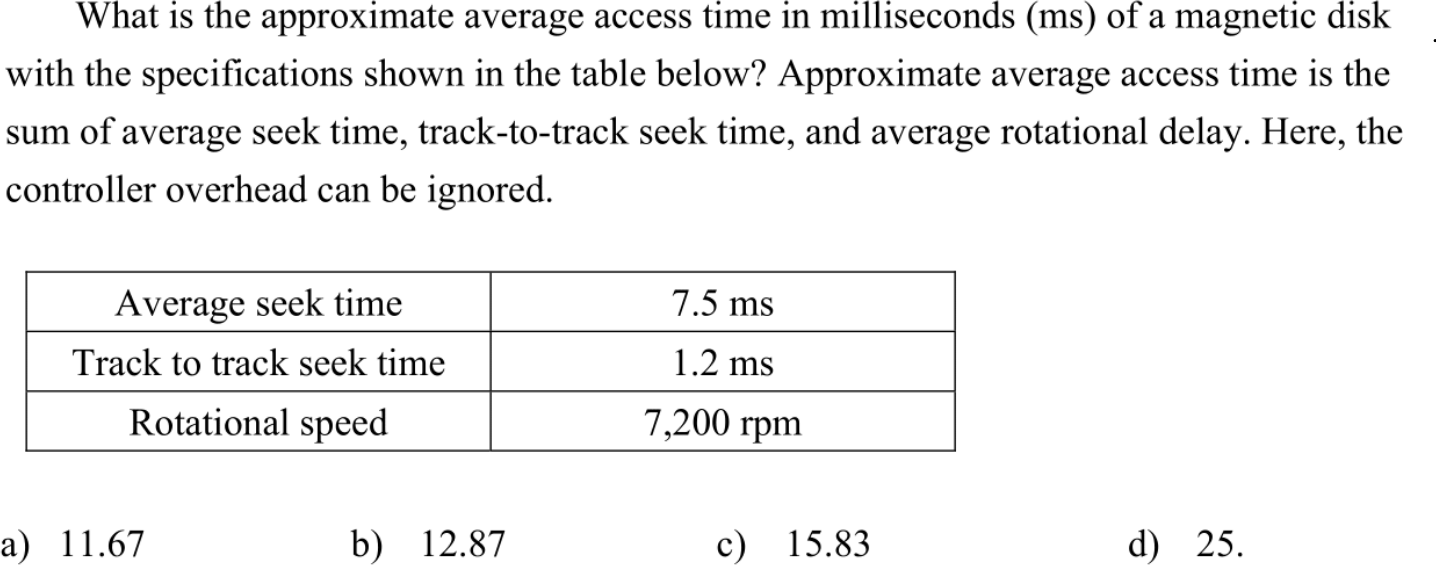 What is the approximate average access time in milliseconds (ms) of a magnetic disk
with the specifications shown in the table below? Approximate average access time is the
sum of average seek time, track-to-track seek time, and average rotational delay. Here, the
controller overhead can be ignored.
Average seek time 7.5 ms
Track to track seek time 1.2 ms
Rotational speed 7,200 rpm
a) 11.67 b) 12.87 c) 15.83 d) 25.